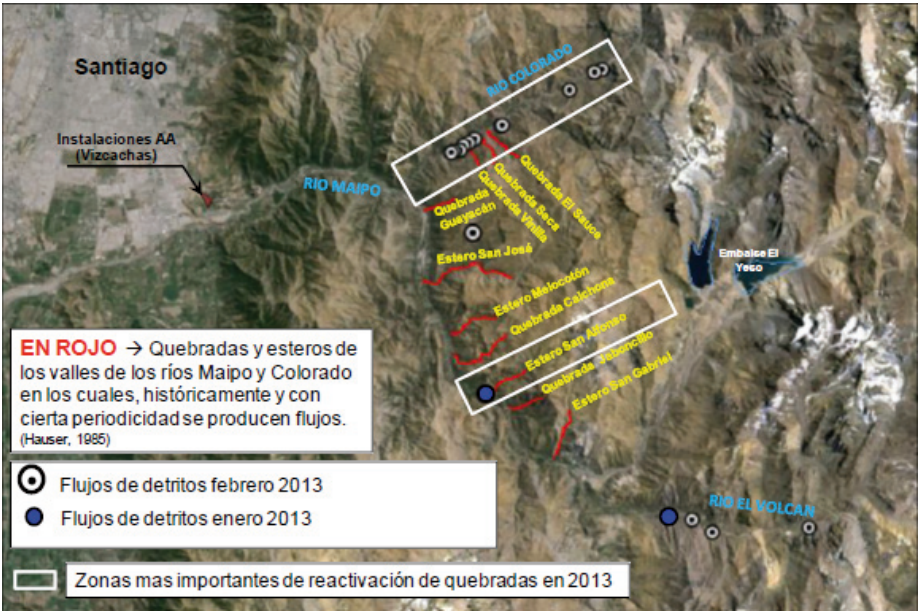 Santiago
Instalaciones AA
(Vizcachas)
RIO MAIPO
RIO COLORADO
Quebrada El Sauce
Quebrada Seca
Quebrada Vinilla
Quebrada
Guayacán
Estero San José
Embalse El
Yeso
Estero Melocotón
Quebrada Calchona
Estero San Alfonso
Quebrada Jaboncillo
Estero San Gabriel
RIO EL VOLCAN
EN ROJO → Quebradas y esteros de
los valles de los ríos Maipo y Colorado
en los cuales, históricamente y con
cierta periodicidad se producen flujos.
(Hauser, 1985)
Flujos de detritos febrero 2013
Flujos de detritos enero 2013
Zonas mas importantes de reactivación de quebradas en 2013